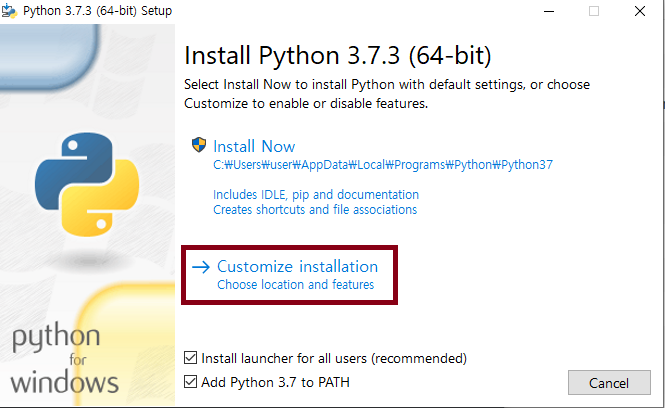 Python 3.7.3 (64-bit) Setup
Install Python 3.7.3 (64-bit)
Select Install Now to install Python with default settings, or choose
Customize to enable or disable features.
Install Now
C:₩Users₩user₩AppData₩Local₩Programs₩Python₩Python37
Includes IDLE, pip and documentation
Creates shortcuts and file associations
Customize installation
Choose location and features
python
for
windows
Install launcher for all users (recommended)
Add Python 3.7 to PATH
Cancel